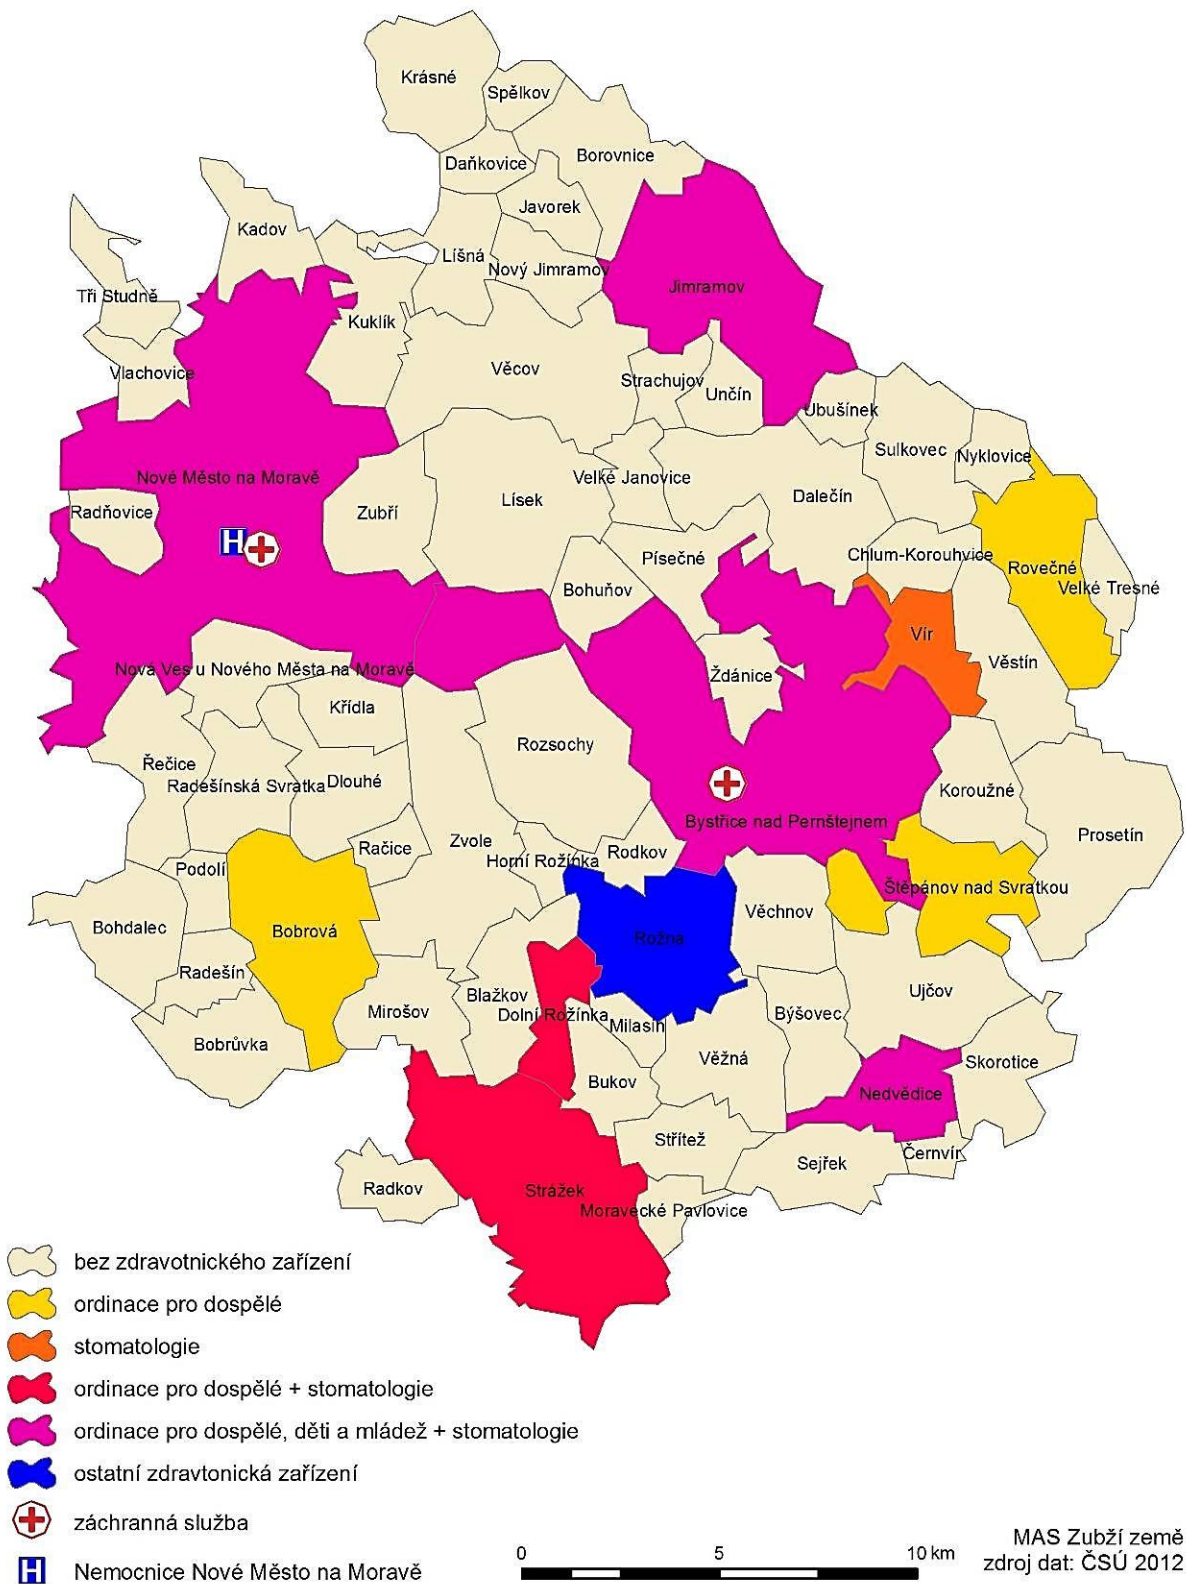 Krásné
Spělkov
Daňkovice
Borovnice
Javorek
Kadov
Líšná
Nový Jimramov
Jimramov
Tři Studně
Kuklík
Vlachovice
Věcov
Strachujov
Unčín
Ubušínek
Sulkovec
Nyklovice
Nové Město na Moravě
Velké Janovice
Lísek
Dalečín
Radňovice
Zubří
H
Písečné
Chlum-Korouhvice
Rovečné
Bohuňov
Velké Tresné
Vír
Věstín
Nová Ves u Nového Města na Moravě
Ždánice
Křídla
Rozsochy
Řečice
Radešínská Svratka
Dlouhé
Koroužné
Bystřice nad Pernštejnem
Prosetín
Zvole
Račice
Horní Rožínka
Rodkov
Podolí
Štěpánov nad Svratkou
Věchnov
Bohdalec
Bobrová
Rožná
Radešín
Blažkov
Ujčov
Mirošov
Dolní Rožínka
Milasín
Býšovec
Bobrůvka
Věžná
Skorotice
Bukov
Nedvědice
Střítež
Černvír
Sejřek
Radkov
Strážek
Moravecké Pavlovice
bez zdravotnického zařízení
ordinace pro dospělé
stomatologie
ordinace pro dospělé + stomatologie
ordinace pro dospělé, děti a mládež + stomatologie
ostatní zdravtonická zařízení
záchranná služba
H Nemocnice Nové Město na Moravě
0 5 10 km
MAS Zubží země
zdroj dat: ČSÚ 2012